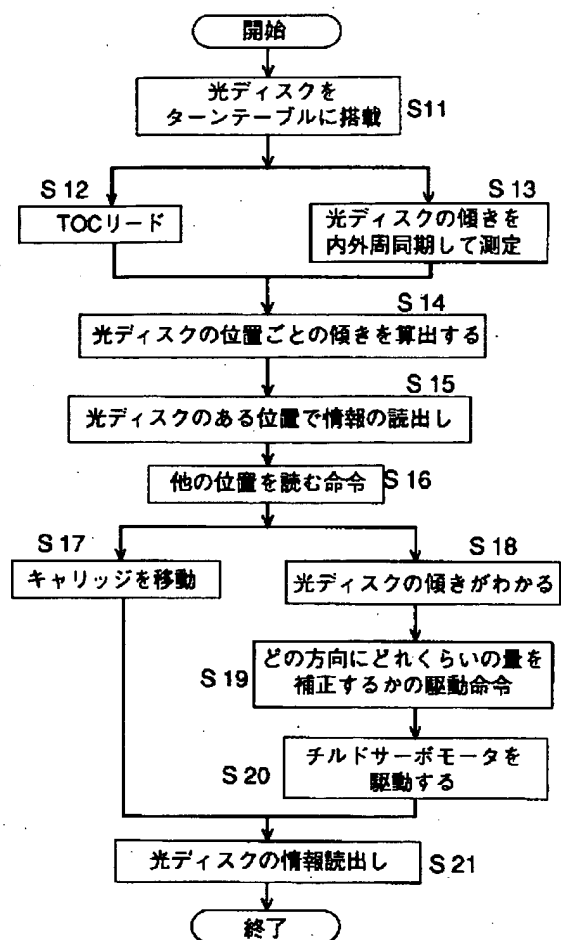 開始
光ディスクを
ターンテーブルに搭載
S11
S12
TOCリード
S13
光ディスクの傾きを
内外周同期して測定
S14
光ディスクの位置ごとの傾きを算出する
S15
光ディスクのある位置で情報の読出し
他の位置を読む命令
S16
S17
キャリッジを移動
S18
光ディスクの傾きがわかる
S19
どの方向にどれくらいの量を
補正するかの駆動命令
S20
チルドサーボモータを
駆動する
光ディスクの情報読出し
S21
終了